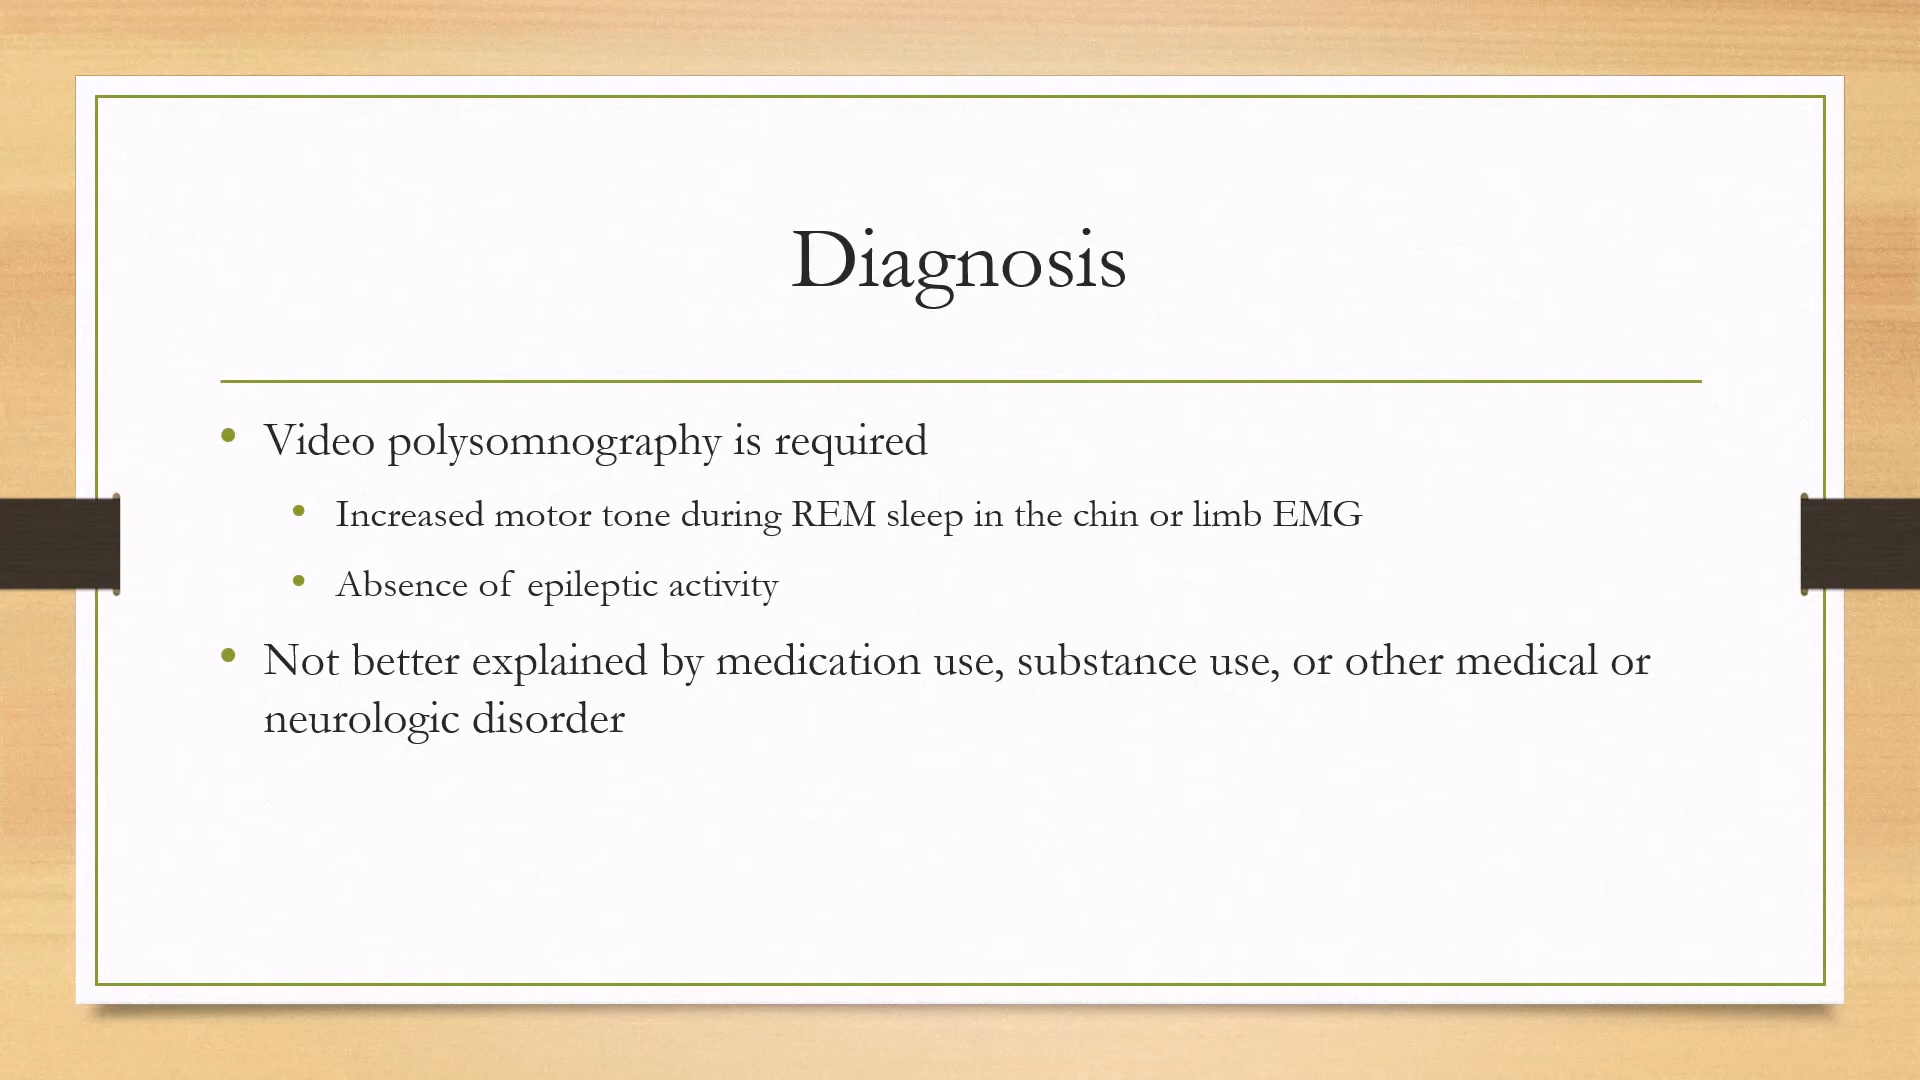 Diagnosis
• Video polysomnography is required
• Increased motor tone during REM sleep in the chin or limb EMG
• Absence of epileptic activity
• Not better explained by medication use, substance use, or other medical or
neurologic disorder